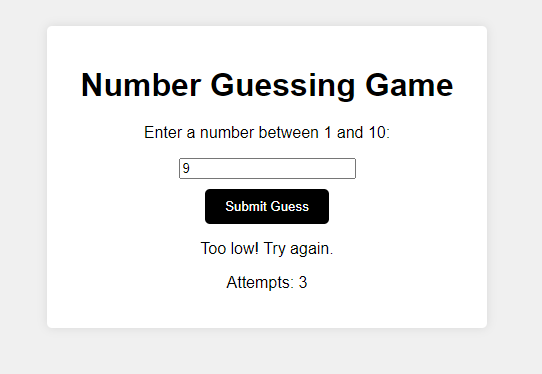 Number Guessing Game
Enter a number between 1 and 10:
9
Submit Guess
Too low! Try again.
Attempts: 3